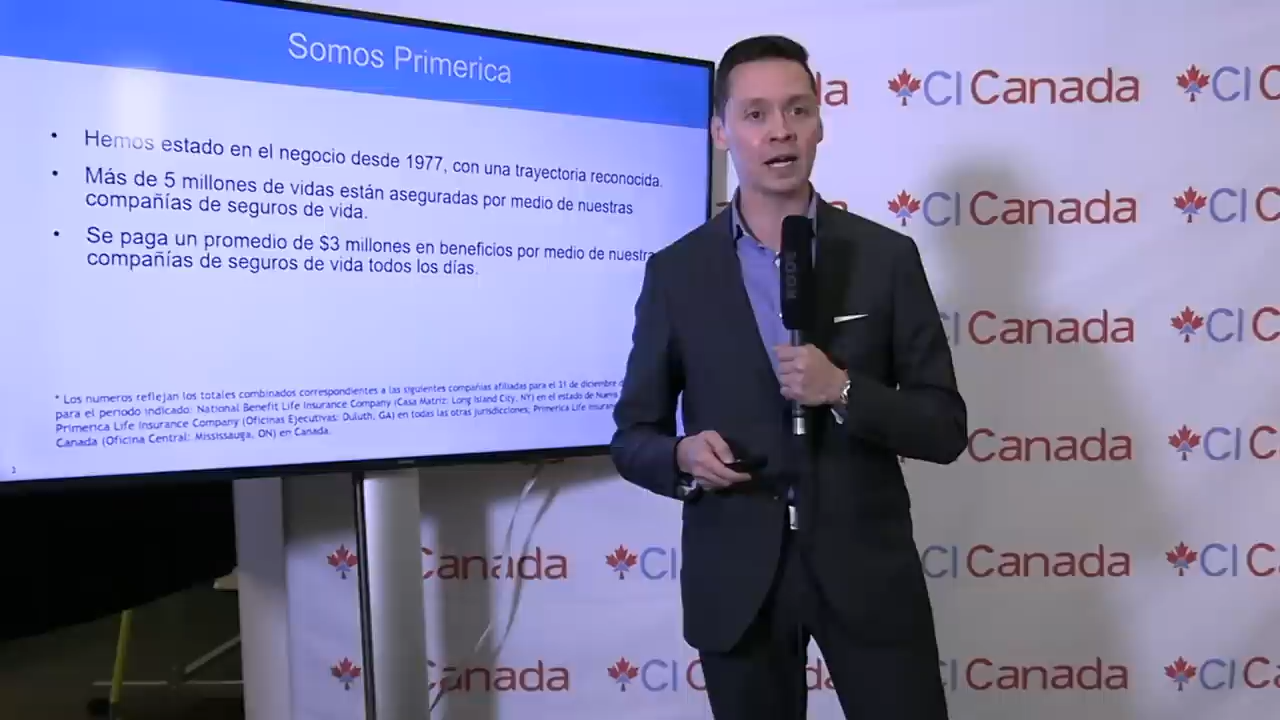 Somos Primerica
• Hemos estado en el negocio desde 1977, con una trayectoria reconocida.
• Más de 5 millones de vidas están aseguradas por medio de nuestras
compañías de seguros de vida.
• Se paga un promedio de $3 millones en beneficios por medio de
compañías de seguros de vida todos los días.
* Los numeros reflejan los totales combinados correspondientes a las siguientes compañias afiliadas para el 31 de diciembre
para el periodo indicado: National Benefit Life Insurance Company (Casa Matriz: Long Island City, NY) en el estado de
Primerica Life Insurance Company (Oficinas Ejecutivas: Duluth, GA) en todas las otras jurisdicciones; Primerica Life
Canada (Oficina Central: Mississauga, ON) en Canada.
CI Canada
CI Canada
CI Canada
Canada
CI Canada
CI Canada
Canada
CI
Canada
CI
RODE